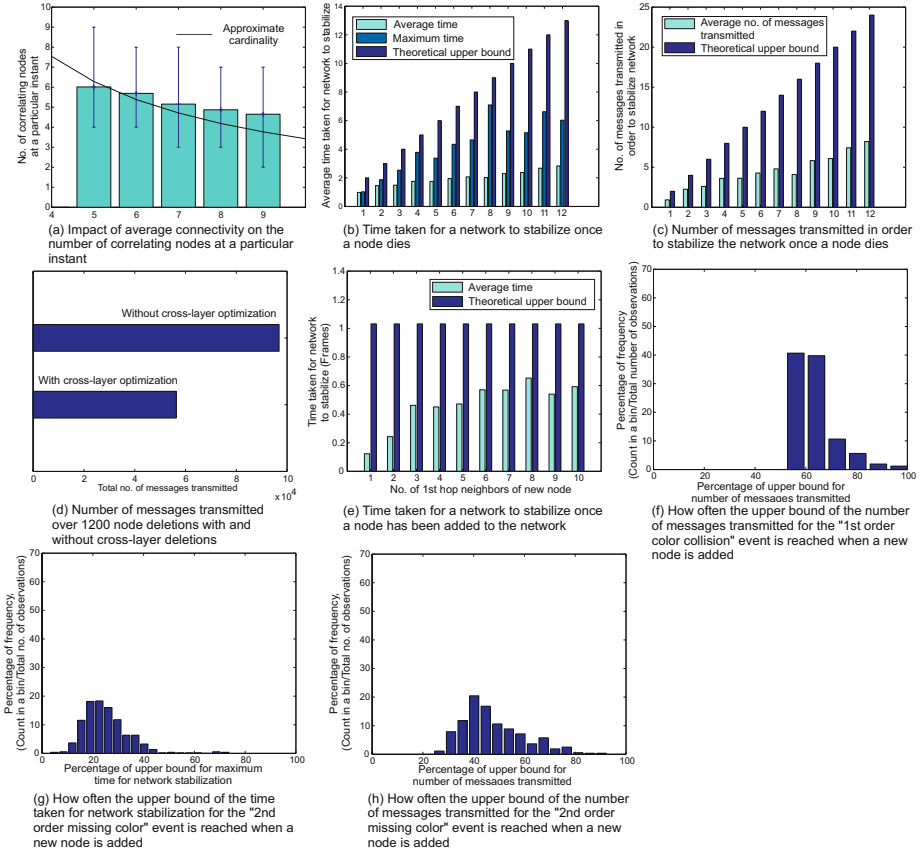 No. of correlating nodes
at a particular instant
10
9
8
7
6
5
4
3
2
1
0
4 5 6 7 8 9
Approximate
cardinality
(a) Impact of average connectivity on the
number of correlating nodes at a particular
instant
Average time taken for network to stabilize
14
12
10
8
6
4
2
0
1 2 3 4 5 6 7 8 9 10 11 12
Average time
Maximum time
Theoretical upper bound
(b) Time taken for a network to stabilize once
a node dies
No. of messages transmitted in
order to stabilize network
25
20
15
10
5
0
1 2 3 4 5 6 7 8 9 10 11 12
Average no. of messages
transmitted
Theoretical upper bound
(c) Number of messages transmitted in
order to stabilize the network once a node dies
Without cross-layer optimization
With cross-layer optimization
0 2 4 6 8 10
Total no. of messages transmitted
x 10^4
(d) Number of messages transmitted
over 1200 node deletions with and
without cross-layer deletions
Time taken for network
to stabilize (Frames)
1.4
1.2
1
0.8
0.6
0.4
0.2
0
1 2 3 4 5 6 7 8 9 10
Average time
Theoretical upper bound
No. of 1st hop neighbors of new node
(e) Time taken for a network to stabilize once
a node has been added to the network
Percentage of frequency
(Count in a bin/Total number of observations)
70
60
50
40
30
20
10
0
0 20 40 60 80 100
Percentage of upper bound for
number of messages transmitted
(f) How often the upper bound of the number
of messages transmitted for the "1st order
color collision" event is reached when a new
node is added
Percentage of frequency,
(Count in a bin/Total no. of observations)
70
60
50
40
30
20
10
0
0 20 40 60 80 100
Percentage of upper bound for maximum
time for network stabilization
(g) How often the upper bound of the time
taken for network stabilization for the "2nd
order missing color" event is reached when a
new node is added
Percentage of frequency,
(Count in a bin/Total no. of observations)
70
60
50
40
30
20
10
0
0 20 40 60 80 100
Percentage of upper bound for
number of messages transmitted
(h) How often the upper bound of the number
of messages transmitted for the "2nd order
missing color" event is reached when a new
node is added